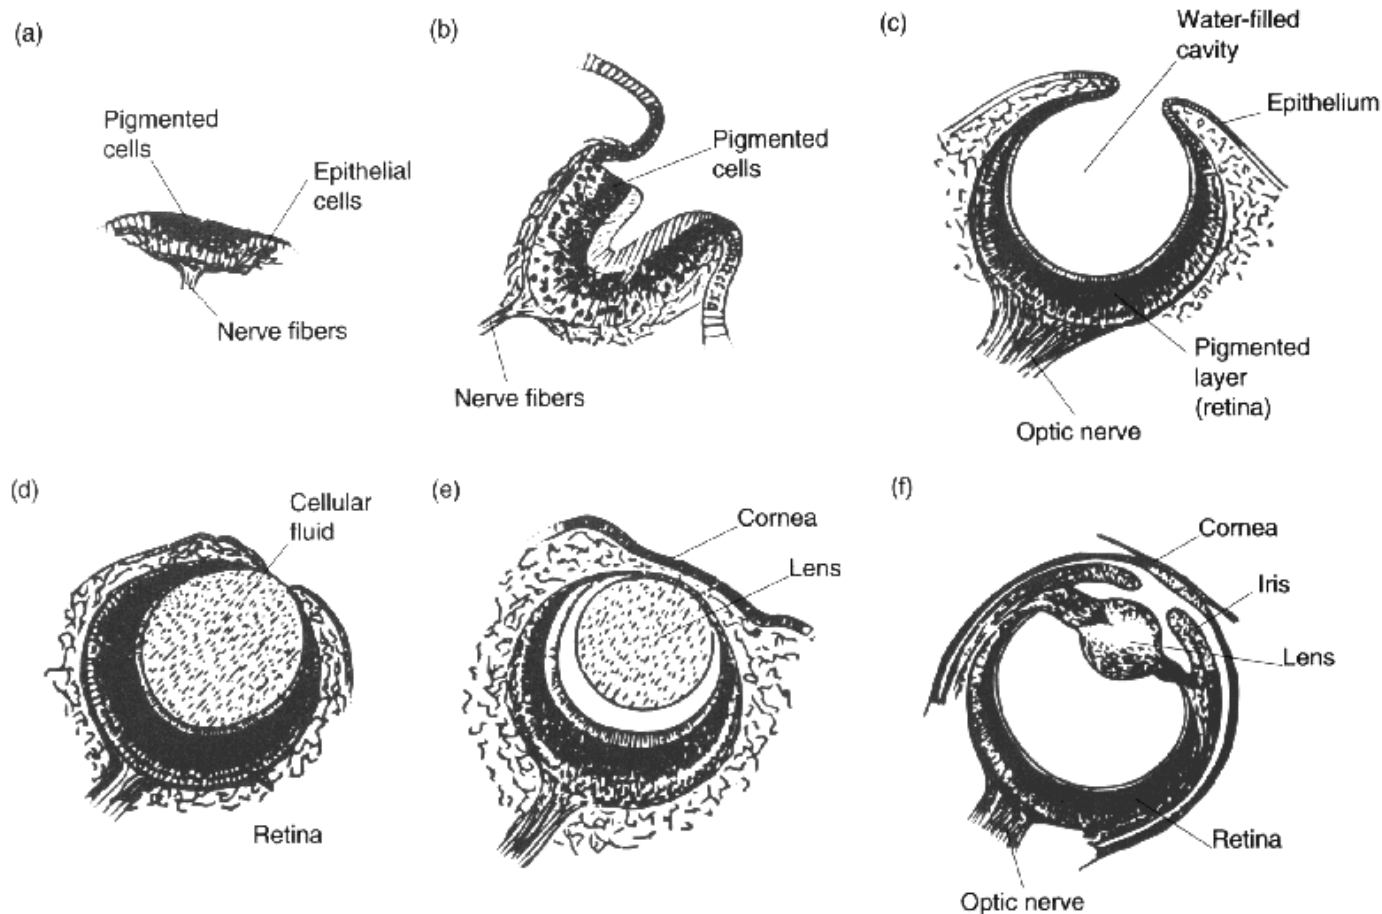 (a)
Pigmented
cells
Epithelial
cells
Nerve fibers
(b)
Pigmented
cells
Nerve fibers
(c)
Water-filled
cavity
Epithelium
Pigmented
layer
(retina)
Optic nerve
(d)
Cellular
fluid
Retina
(e)
Cornea
Lens
(f)
Cornea
Iris
Lens
Retina
Optic nerve